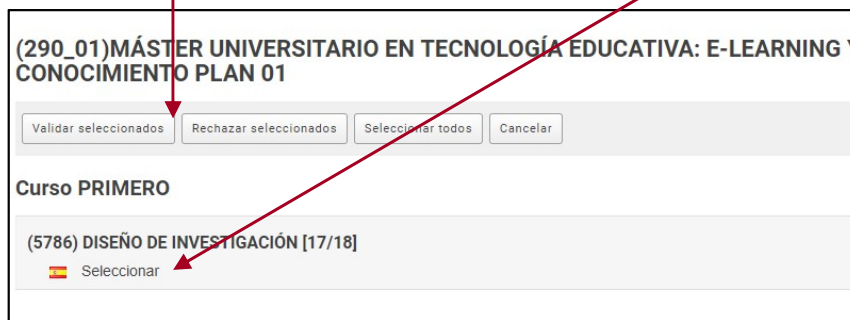 (290_01)MÁSTER UNIVERSITARIO EN TECNOLOGÍA EDUCATIVA: E-LEARNING Y
CONOCIMIENTO PLAN 01
Validar seleccionados Rechazar seleccionados Seleccionar todos Cancelar
Curso PRIMERO
(5786) DISEÑO DE INVESTIGACIÓN [17/18]
Seleccionar